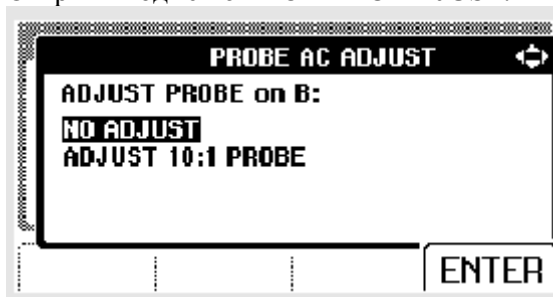 PROBE AC ADJUST
ADJUST PROBE on B:
NO ADJUST
ADJUST 10:1 PROBE
ENTER